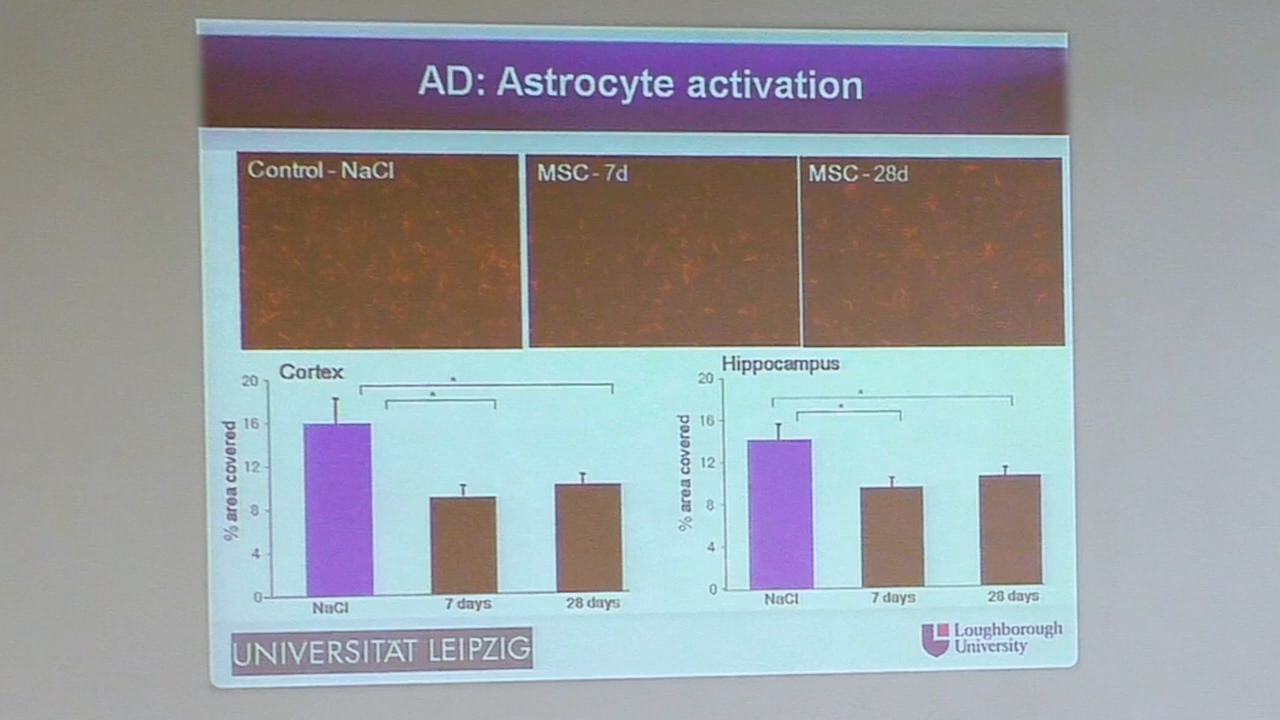 AD: Astrocyte activation
Control - NaCl
MSC - 7d
MSC - 28d
Cortex
% area covered
20
16
12
8
4
0
*
*
NaCl
7 days
28 days
Hippocampus
% area covered
20
16
12
8
4
0
*
*
NaCl
7 days
28 days
UNIVERSITÄT LEIPZIG
Loughborough
University